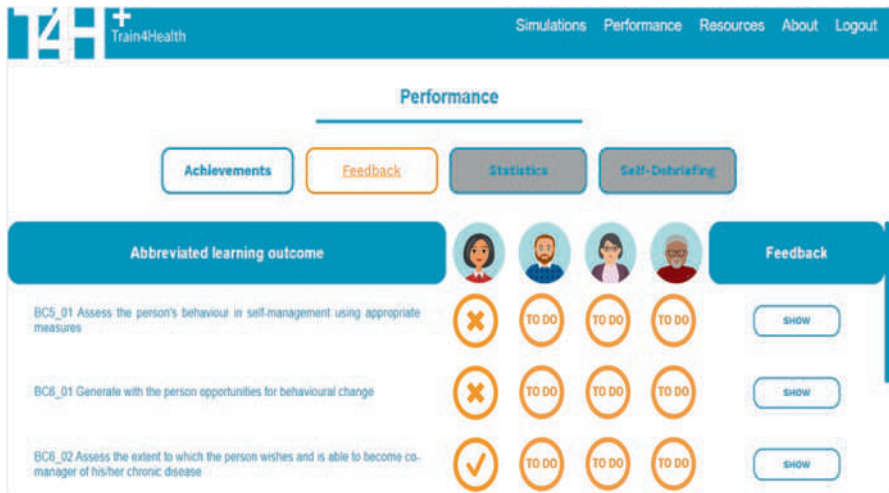 T4H+
Train4Health
Simulations Performance Resources About Logout
Performance
Achievements Feedback Statistics Self-Debriefing
Abbreviated learning outcome Feedback
BC5_01 Assess the person's behaviour in self-management using appropriate
measures
TO DO TO DO TO DO SHOW
BC6_01 Generate with the person opportunities for behavioural change
TO DO TO DO TO DO SHOW
BC6_02 Assess the extent to which the person wishes and is able to become co-
manager of his/her chronic disease
TO DO TO DO TO DO SHOW